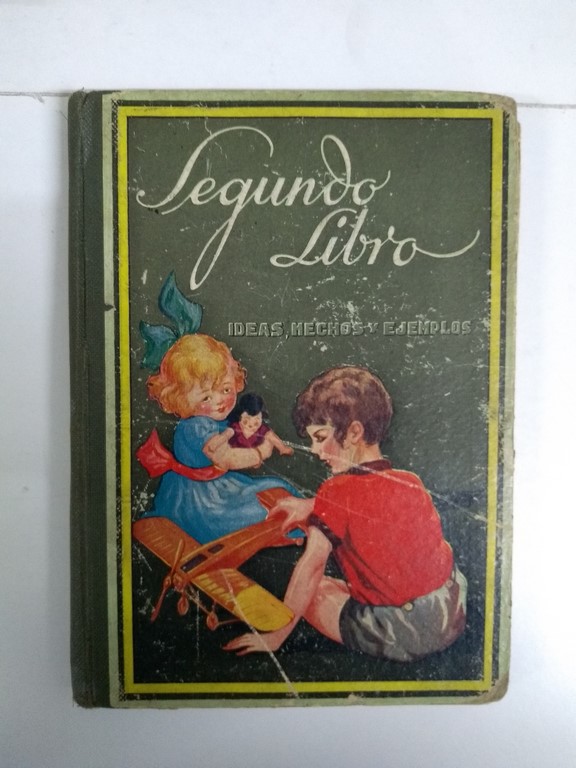 Segundo
Libro
IDEAS, HECHOS Y EJEMPLOS